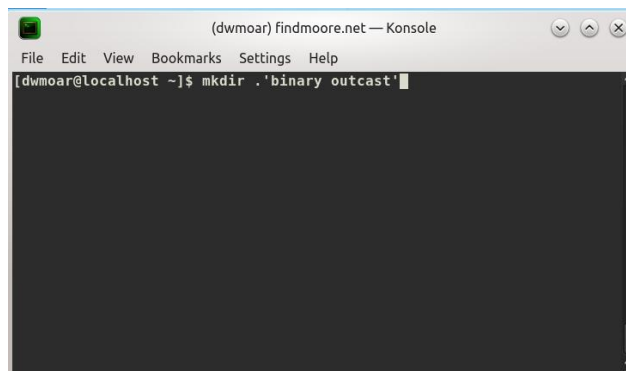 (dwmoar) findmoore.net — Konsole
File Edit View Bookmarks Settings Help
[dwmoar@localhost ~]$ mkdir .'binary outcast'